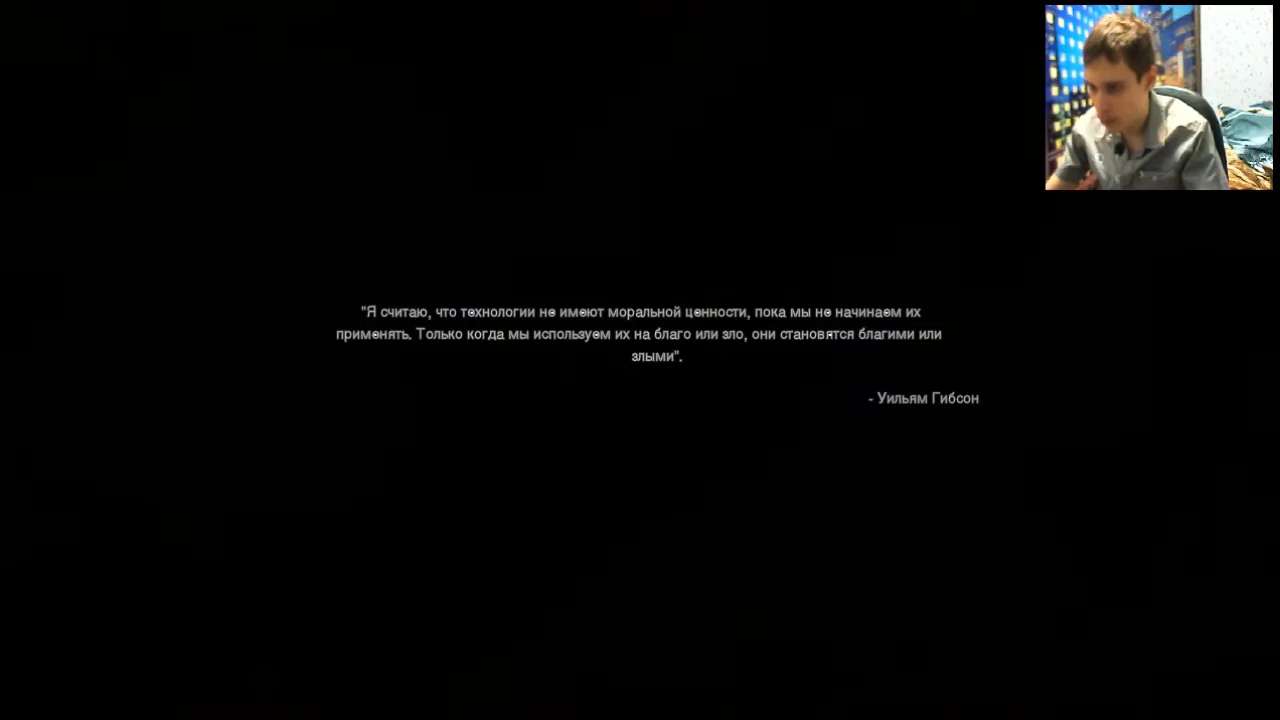 "Я считаю, что технологии не имеют моральной ценности, пока мы не начинаем их
применять. Только когда мы используем их на благо или зло, они становятся благими или
злыми".
- Уильям Гибсон